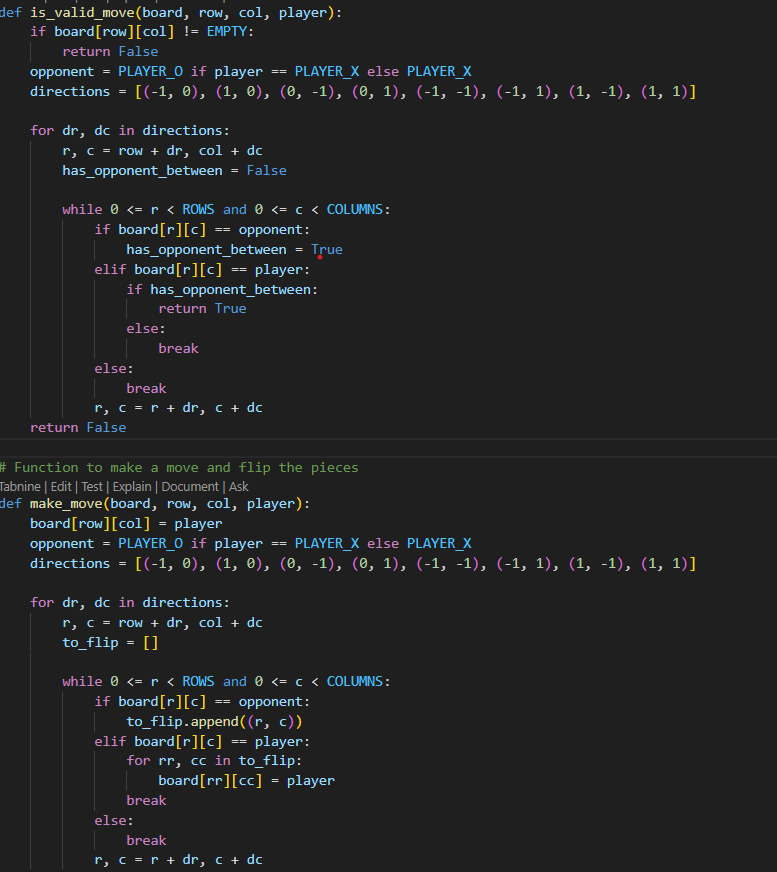 def is_valid_move(board, row, col, player):
    if board[row][col] != EMPTY:
        return False
    opponent = PLAYER_O if player == PLAYER_X else PLAYER_X
    directions = [(-1, 0), (1, 0), (0, -1), (0, 1), (-1, -1), (-1, 1), (1, -1), (1, 1)]
    for dr, dc in directions:
        r, c = row + dr, col + dc
        has_opponent_between = False
        while 0 <= r < ROWS and 0 <= c < COLUMNS:
            if board[r][c] == opponent:
                has_opponent_between = True
            elif board[r][c] == player:
                if has_opponent_between:
                    return True
                else:
                    break
            else:
                break
            r, c = r + dr, c + dc
    return False
# Function to make a move and flip the pieces
Tabnine | Edit | Test | Explain | Document | Ask
def make_move(board, row, col, player):
    board[row][col] = player
    opponent = PLAYER_O if player == PLAYER_X else PLAYER_X
    directions = [(-1, 0), (1, 0), (0, -1), (0, 1), (-1, -1), (-1, 1), (1, -1), (1, 1)]
    for dr, dc in directions:
        r, c = row + dr, col + dc
        to_flip = []
        while 0 <= r < ROWS and 0 <= c < COLUMNS:
            if board[r][c] == opponent:
                to_flip.append((r, c))
            elif board[r][c] == player:
                for rr, cc in to_flip:
                    board[rr][cc] = player
                break
            else:
                break
            r, c = r + dr, c + dc